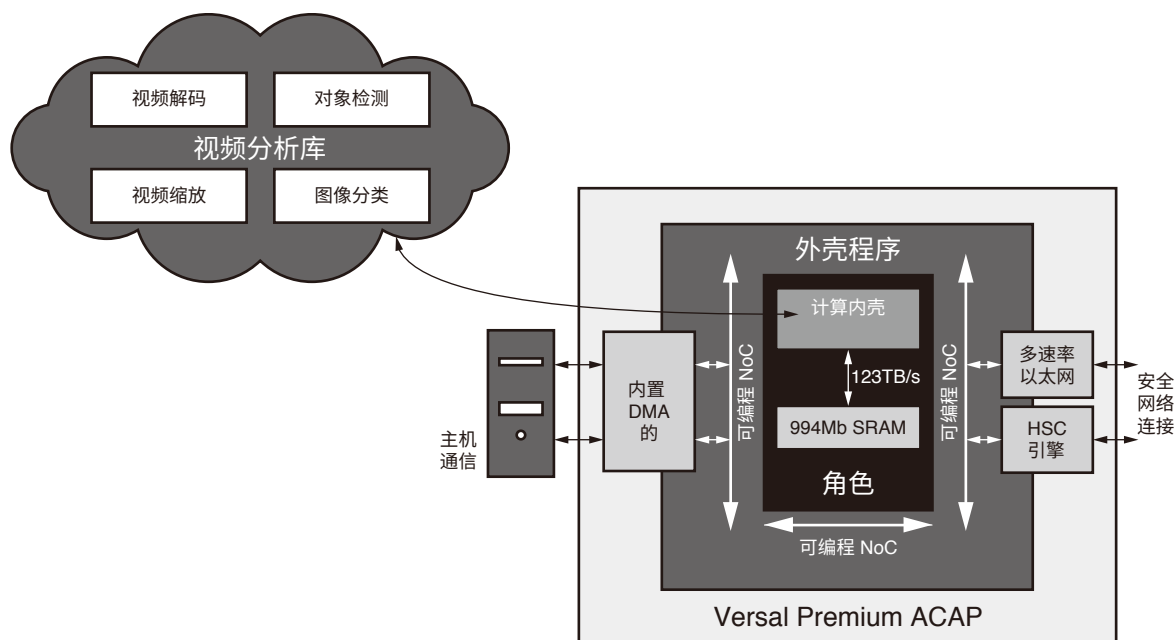 视频解码
对象检测
视频分析库
视频缩放
图像分类
外壳程序
计算内壳
123TB/s
994Mb SRAM
角色
可编程 NoC
可编程 NoC
可编程 NoC
主机
通信
内置
DMA
的
多速率
以太网
HSC
引擎
安全
网络
连接
Versal Premium ACAP